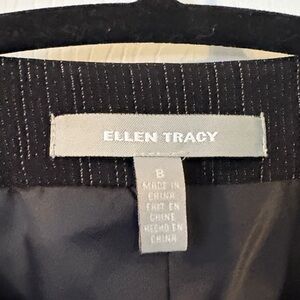 ELLEN TRACY
8
MADE IN
CHINA
FAIT EN
CHINE
HECHO EN
CHINA